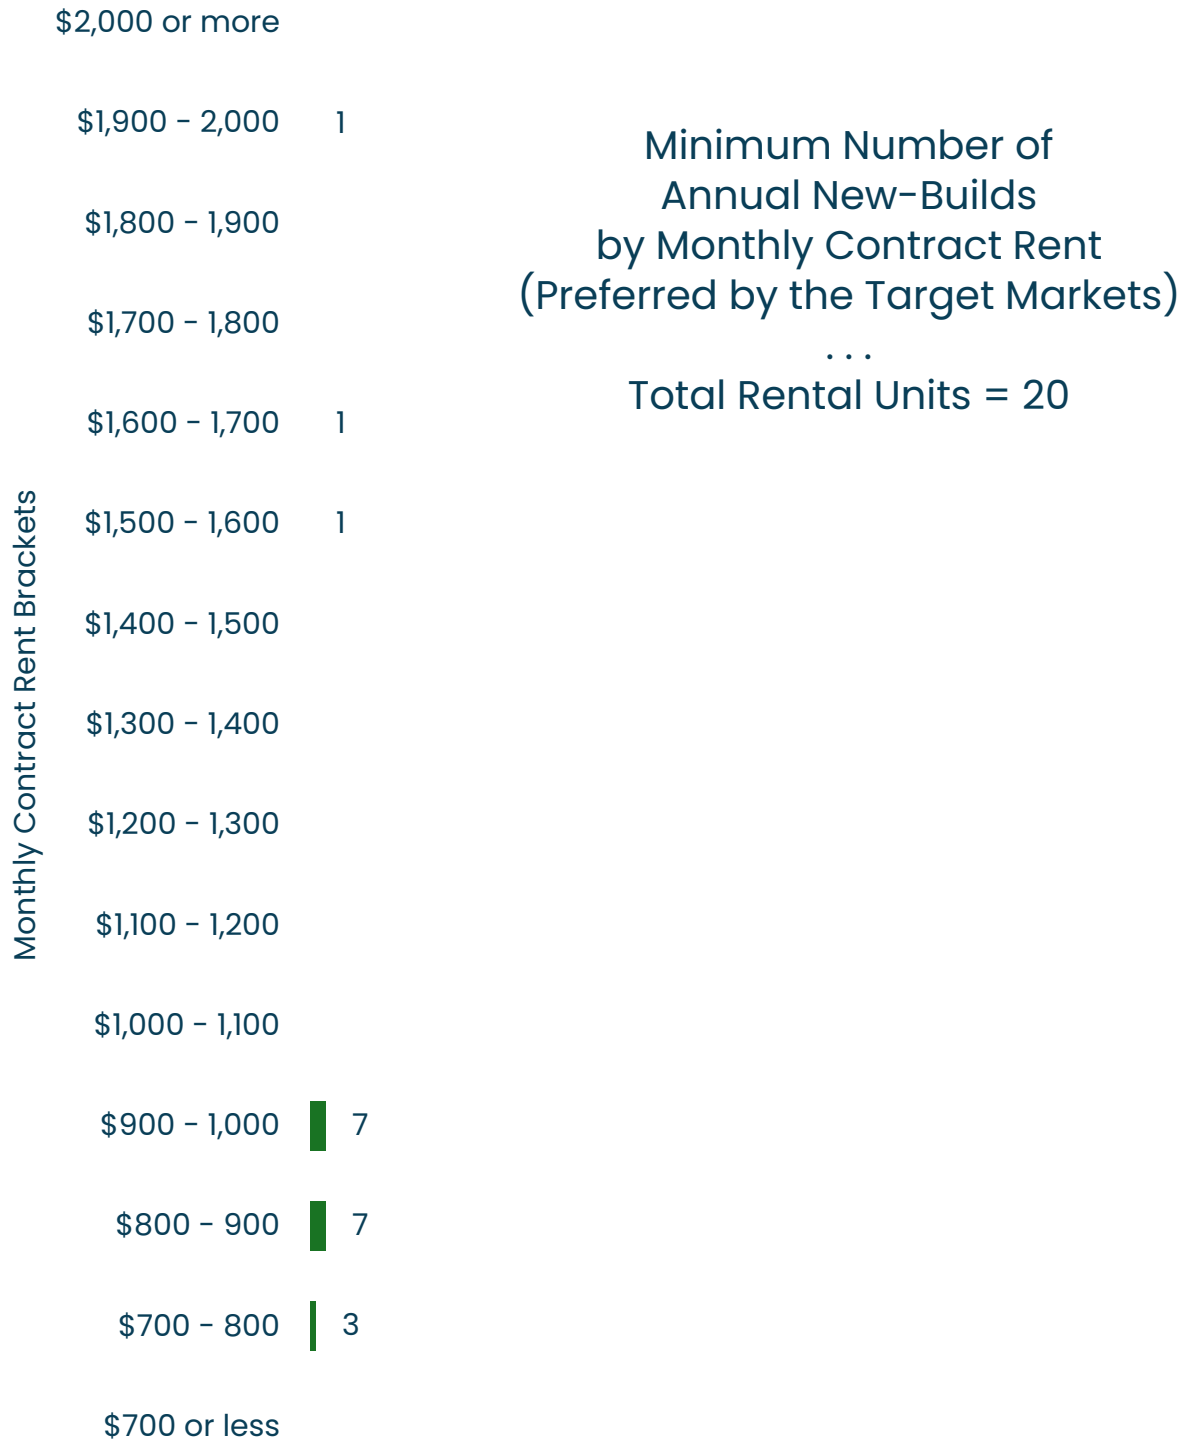 $2,000 or more
$1,900 - 2,000 1
$1,800 - 1,900
$1,700 - 1,800
$1,600 - 1,700 1
$1,500 - 1,600 1
$1,400 - 1,500
$1,300 - 1,400
$1,200 - 1,300
$1,100 - 1,200
$1,000 - 1,100
$900 - 1,000 7
$800 - 900 7
$700 - 800 3
$700 or less
Monthly Contract Rent Brackets
Minimum Number of
Annual New-Builds
by Monthly Contract Rent
(Preferred by the Target Markets)
. . .
Total Rental Units = 20